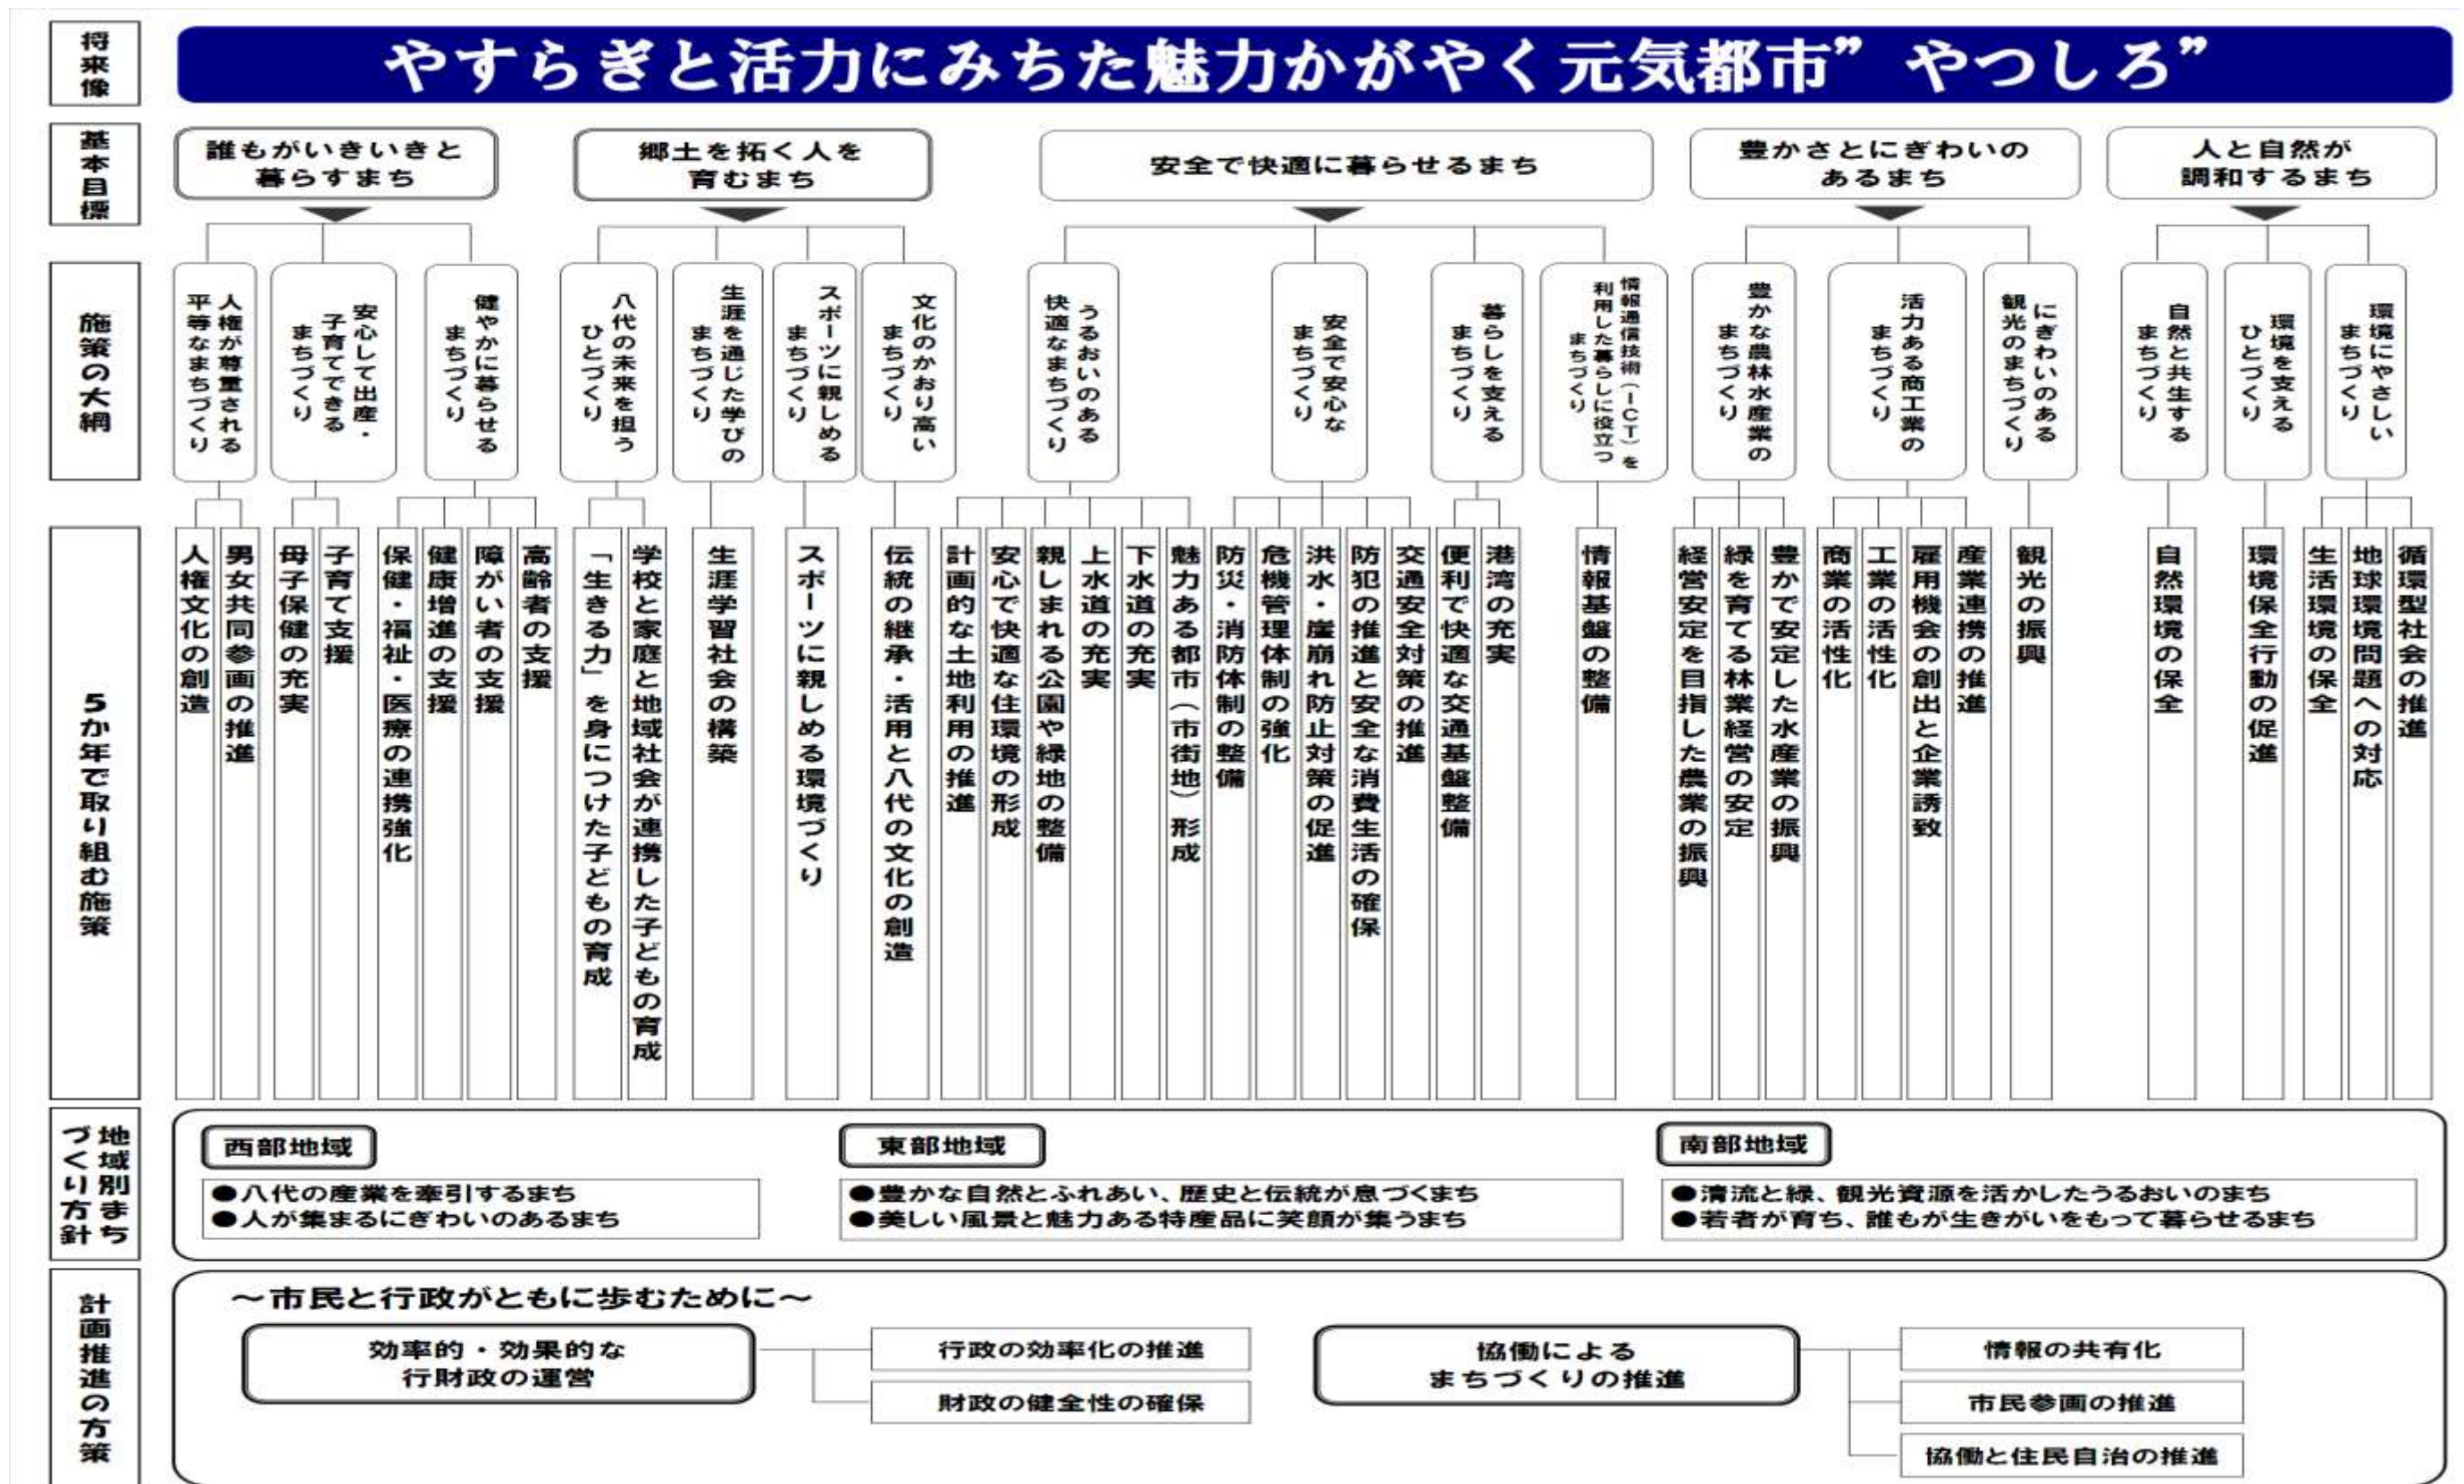 将来像
やすらぎと活力にみちた魅力かがやく元気都市”やつしろ”
基本目標
誰もがいきいきと
暮らすまち
郷土を拓く人を
育むまち
安全で快適に暮らせるまち
豊かさとにぎわいの
あるまち
人と自然が
調和するまち
施策の大綱
人権が尊重される
平等なまちづくり
安心して出産・
子育てできる
まちづくり
健やかに暮らせる
まちづくり
八代の未来を担う
ひとづくり
生涯を通じた学びの
まちづくり
スポーツに親しめる
まちづくり
文化のかおり高い
まちづくり
うるおいのある
快適なまちづくり
安全で安心な
まちづくり
暮らしを支える
まちづくり
情報通信技術(ICT)を
利用した暮らしに役立つ
まちづくり
豊かな農林水産業の
まちづくり
活力ある商工業の
まちづくり
にぎわいのある
観光のまちづくり
自然と共生する
まちづくり
環境を支える
ひとづくり
環境にやさしい
まちづくり
5か年で取り組む施策
人権文化の創造
男女共同参画の推進
母子保健の充実
子育て支援
保健・福祉・医療の連携強化
健康増進の支援
障がい者の支援
高齢者の支援
「生きる力」を身につけた子どもの育成
学校と家庭と地域社会が連携した子どもの育成
生涯学習社会の構築
スポーツに親しめる環境づくり
伝統の継承・活用と八代の文化の創造
計画的な土地利用の推進
安心で快適な住環境の形成
親しまれる公園や緑地の整備
上水道の充実
下水道の充実
魅力ある都市(市街地)形成
防災・消防体制の整備
危機管理体制の強化
洪水・崖崩れ防止対策の促進
防犯の推進と安全な消費生活の確保
交通安全対策の推進
便利で快適な交通基盤整備
港湾の充実
情報基盤の整備
経営安定を目指した農業の振興
緑を育てる林業経営の安定
豊かで安定した水産業の振興
商業の活性化
工業の活性化
雇用機会の創出と企業誘致
産業連携の推進
観光の振興
自然環境の保全
環境保全行動の促進
生活環境の保全
地球環境問題への対応
循環型社会の推進
地域別まち
づくり方針
西部地域
●八代の産業を牽引するまち
●人が集まるにぎわいのあるまち
東部地域
●豊かな自然とふれあい、歴史と伝統が息づくまち
●美しい風景と魅力ある特産品に笑顔が集うまち
南部地域
●清流と緑、観光資源を活かしたうるおいのまち
●若者が育ち、誰もが生きがいをもって暮らせるまち
計画推進の方策
～市民と行政がともに歩むために～
効率的・効果的な
行財政の運営
行政の効率化の推進
財政の健全性の確保
協働による
まちづくりの推進
情報の共有化
市民参画の推進
協働と住民自治の推進